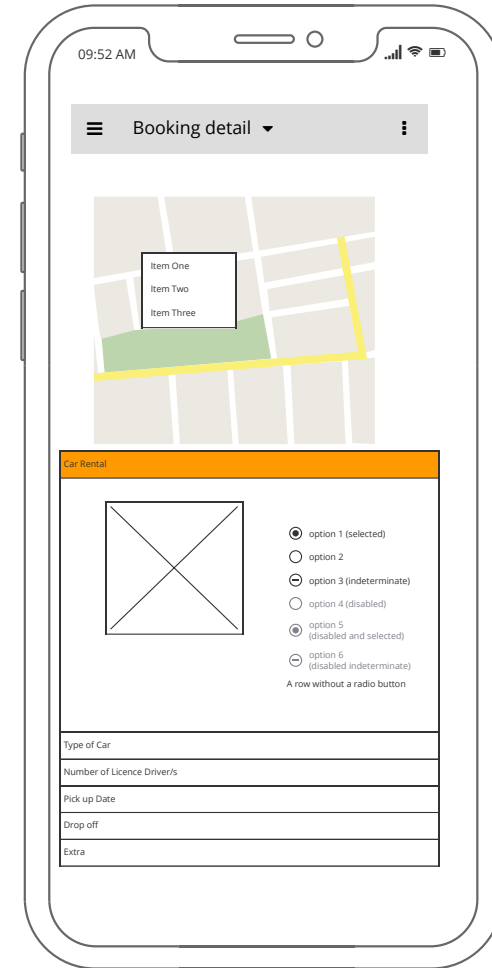 09:52 AM
Booking detail
Item One
Item Two
Item Three
Car Rental
option 1 (selected)
option 2
option 3 (indeterminate)
option 4 (disabled)
option 5
(disabled and selected)
option 6
(disabled indeterminate)
A row without a radio button
Type of Car
Number of Licence Driver/s
Pick up Date
Drop off
Extra